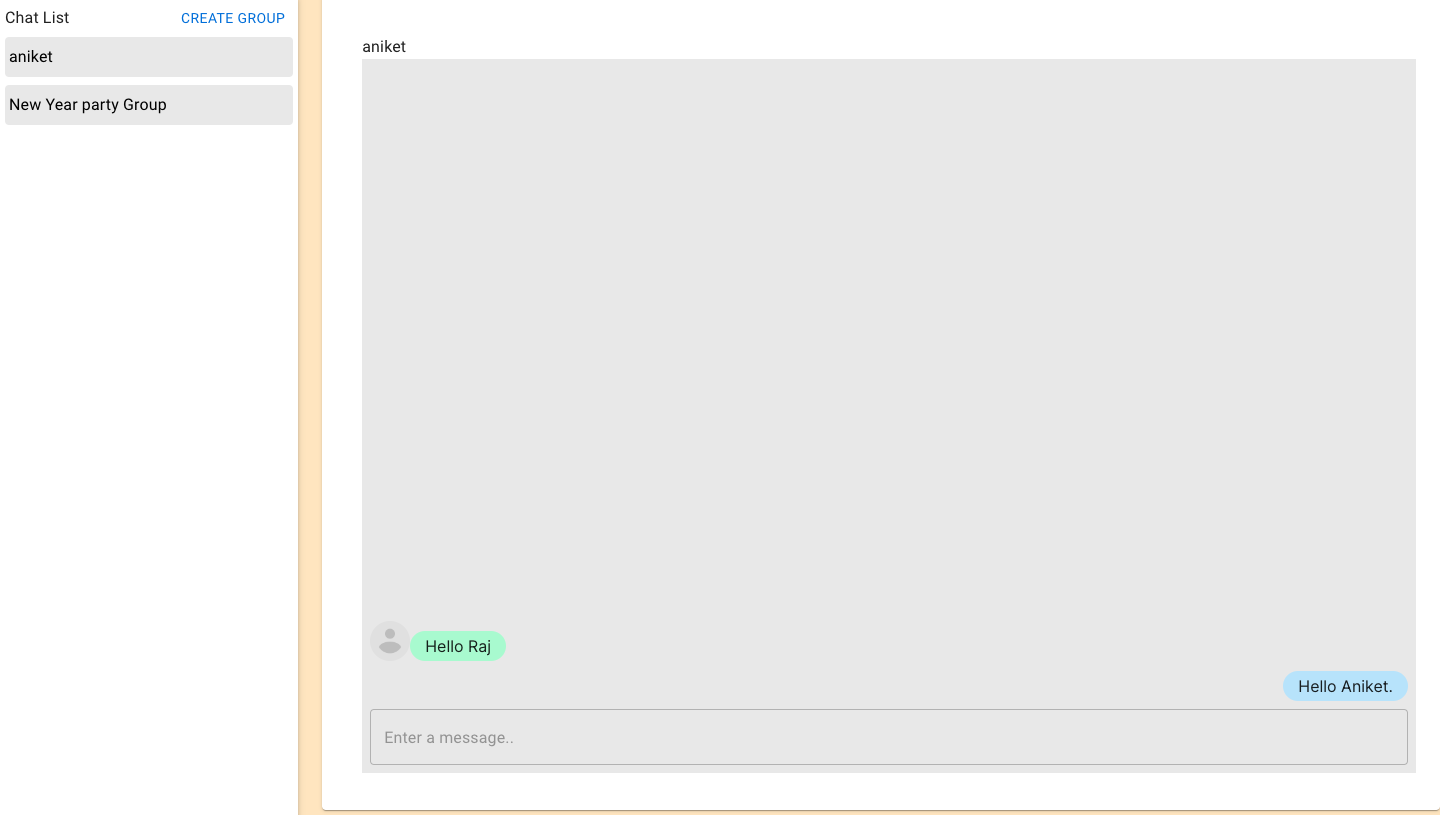 Chat List
CREATE GROUP
aniket
New Year party Group
aniket
Hello Raj
Hello Aniket.
Enter a message..